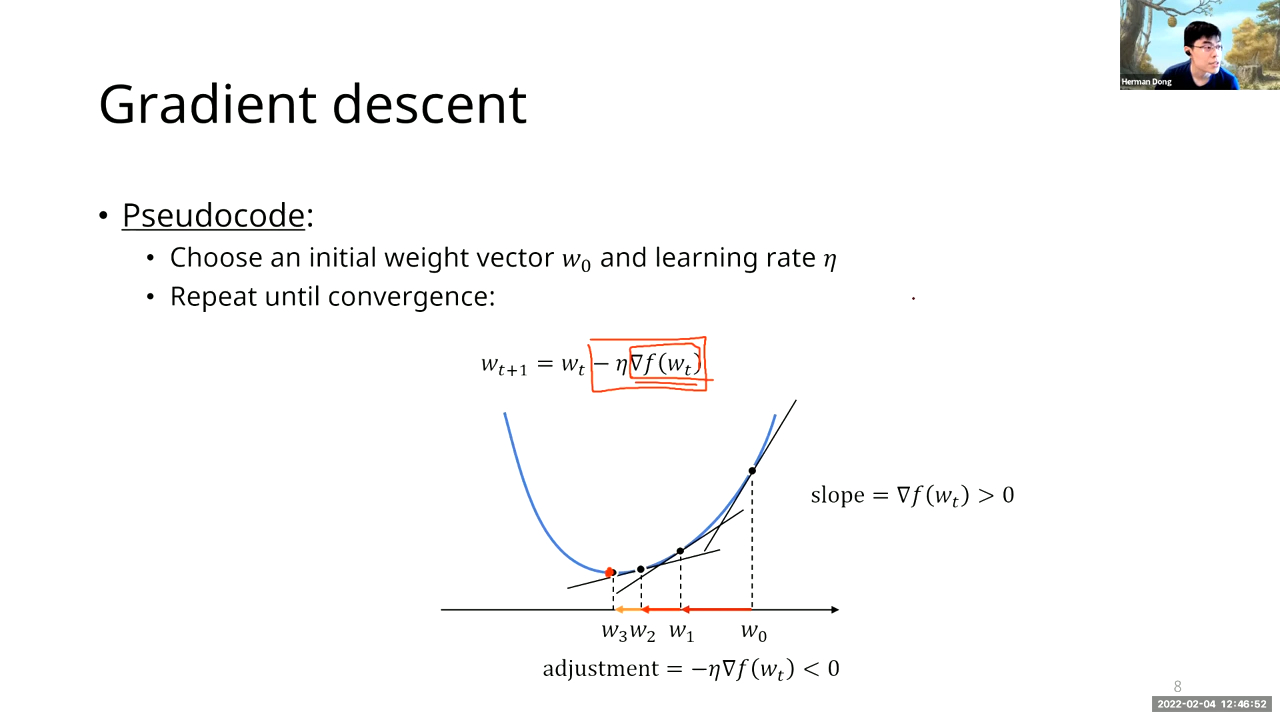 Herman Dong
Gradient descent
• Pseudocode:
• Choose an initial weight vector w₀ and learning rate η
• Repeat until convergence:
wₜ₊₁ = wₜ − η∇f(wₜ)
slope = ∇f(wₜ) > 0
w₃ w₂ w₁ w₀
adjustment = −η∇f(wₜ) < 0
8
2022-02-04 12:46:52